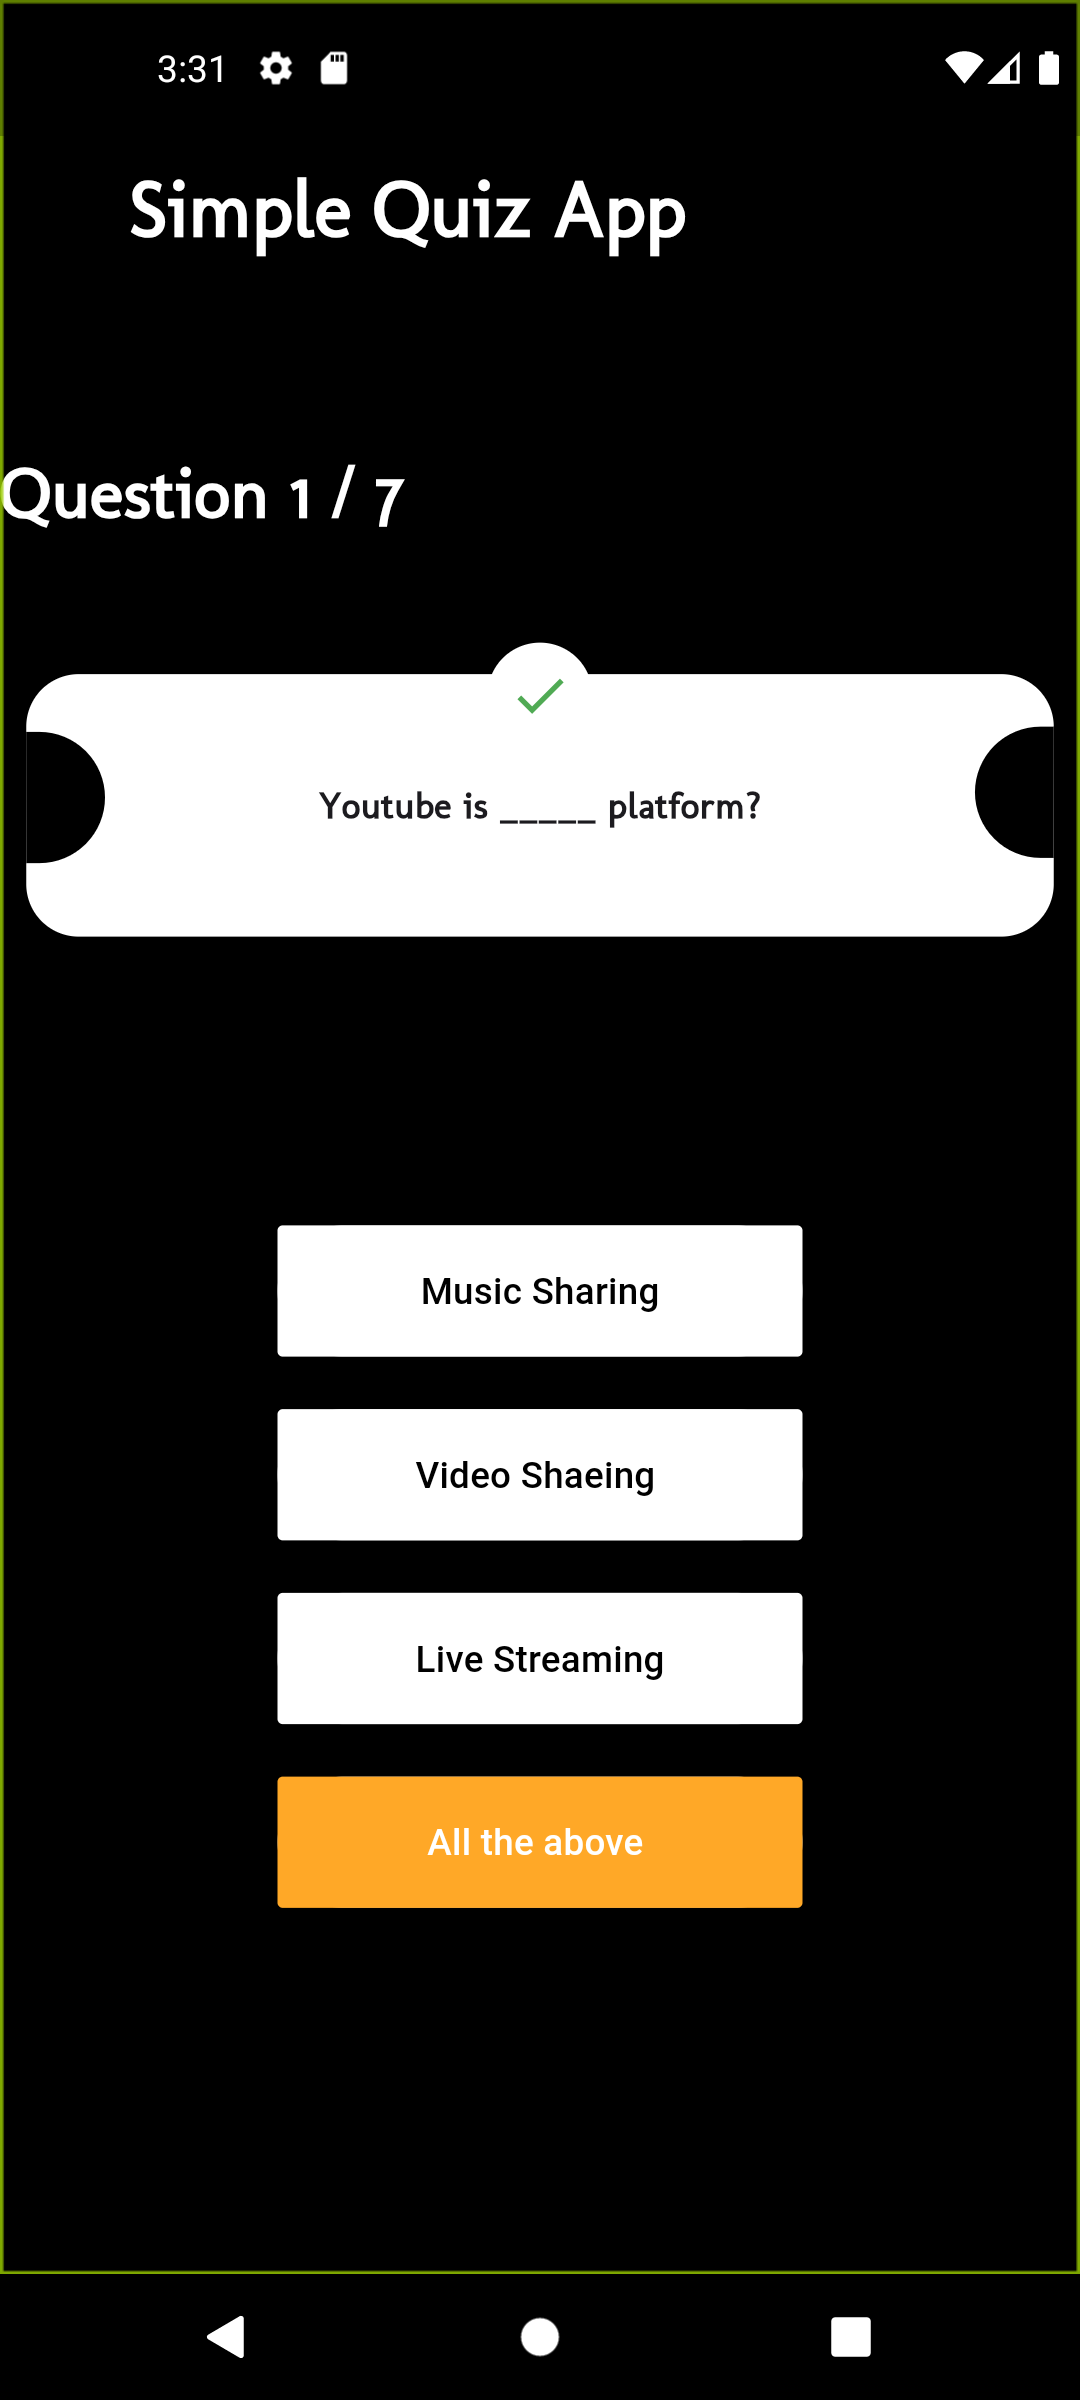 3:31
Simple Quiz App
Question 1 / 7
Youtube is _____ platform?
Music Sharing
Video Shaeing
Live Streaming
All the above